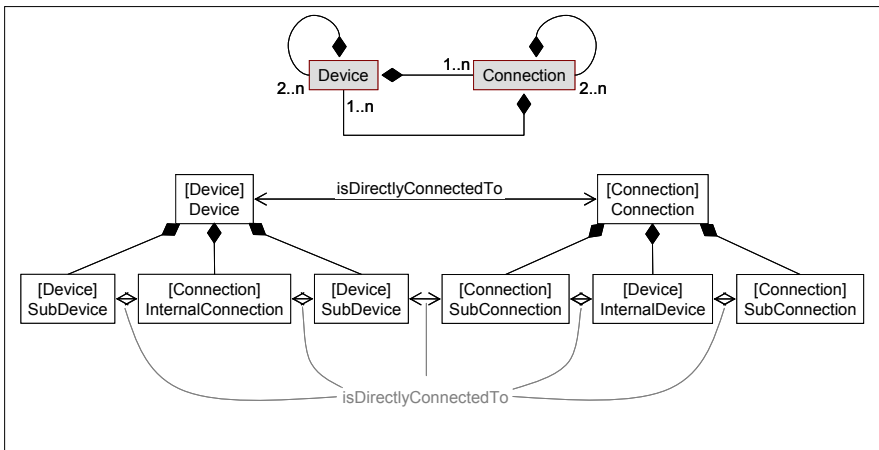 Device
Connection
1..n
2..n
1..n
2..n
isDirectlyConnectedTo
[Device]
Device
[Connection]
Connection
[Device]
SubDevice
[Connection]
InternalConnection
[Device]
SubDevice
[Connection]
SubConnection
[Device]
InternalDevice
[Connection]
SubConnection
isDirectlyConnectedTo